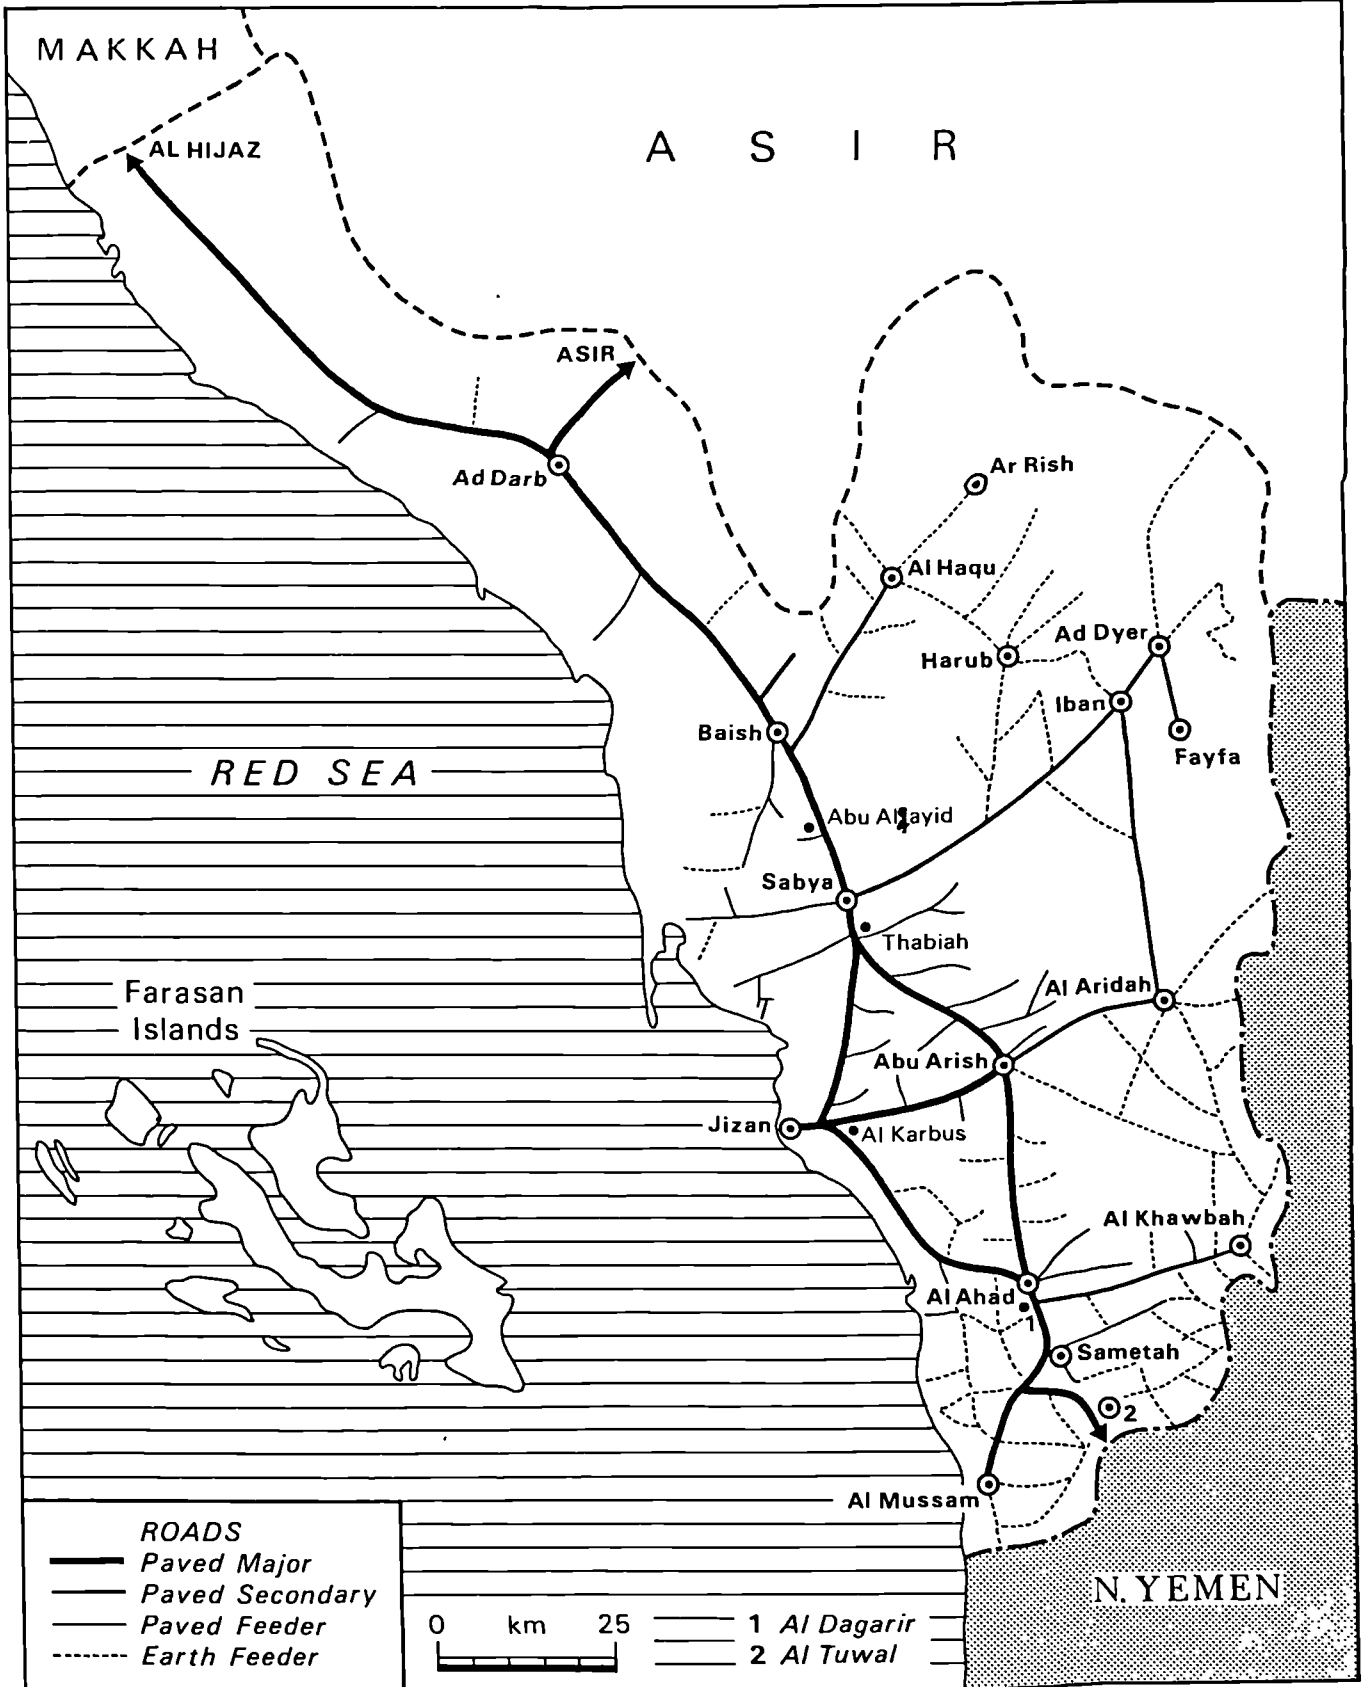 MAKKAH
ASIR
AL HIJAZ
ASIR
Ad Darb
Ar Rish
Al Haqu
Ad Dyer
Harub
Iban
Baish
Fayfa
RED SEA
Abu Al
Sabya
Thabiah
Al Aridah
Farasan
Islands
Abu Arish
Jizan
Al Karbus
Al Khawbah
Al Ahad
1
Sametah
2
Al Mussam
N. YEMEN
ROADS
Paved Major
Paved Secondary
Paved Feeder
Earth Feeder
0 km 25
1 Al Dagarir
2 Al Tuwal